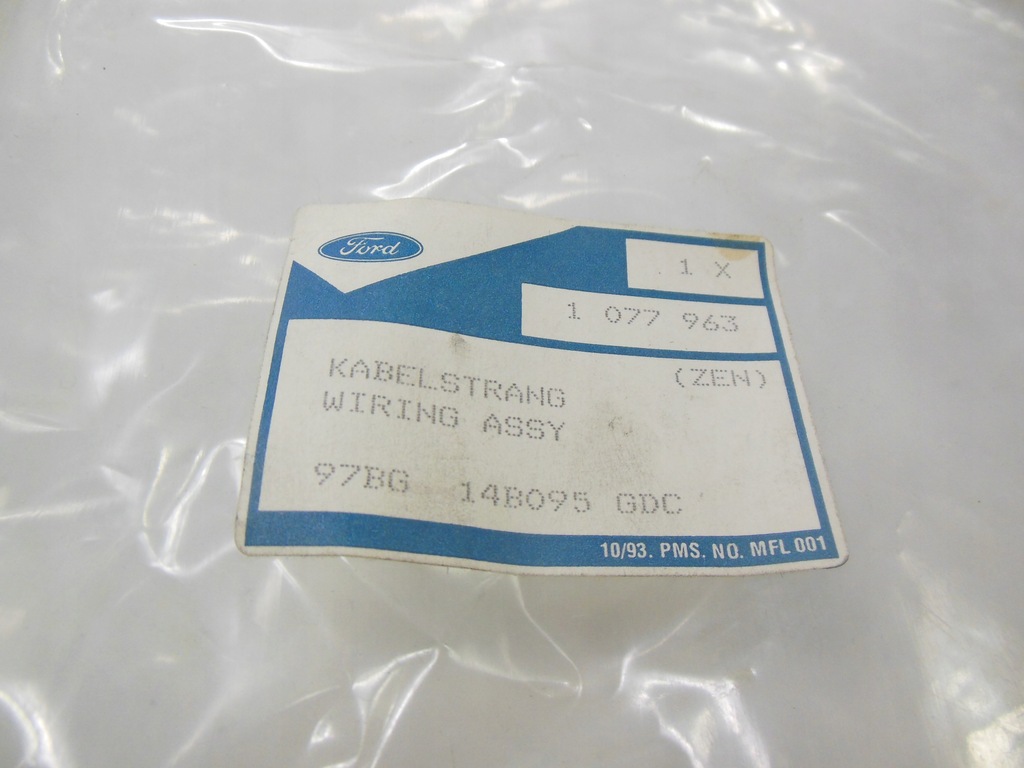 Ford
1 X
1 077 963
KABELSTRANG (ZEN)
WIRING ASSY
97BG 14B095 GDC
10/93. PMS. NO. MFL 001